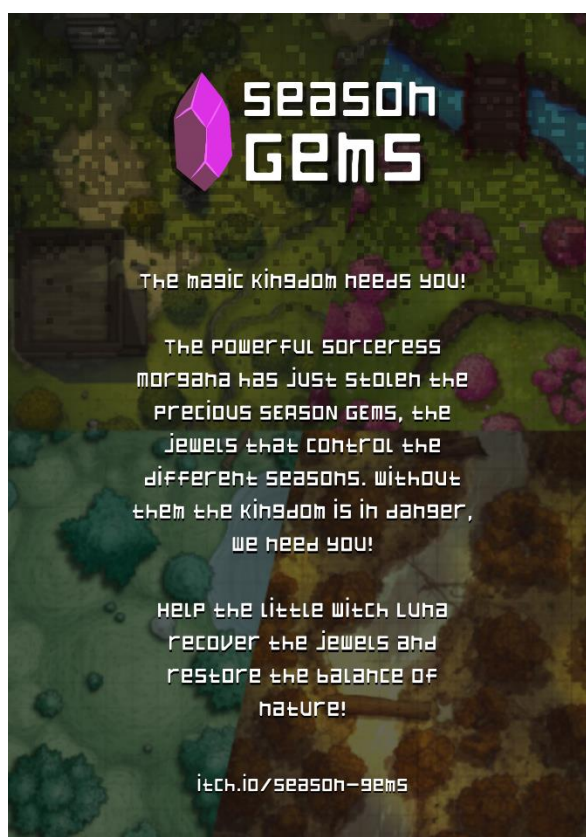 season
Gems
The magic kingdom needs you!
The powerful sorceress
morgana has just stolen the
precious SEASON GEMS, the
jewels that control the
different seasons. Without
them the kingdom is in danger,
we need you!
Help the little witch Luna
recover the jewels and
restore the balance of
nature!
itch.io/season-gems